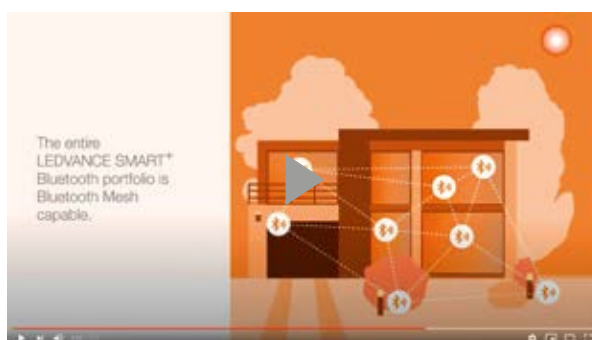 The entire
LEDVANCE SMART+
Bluetooth portfolio is
Bluetooth Mesh
capable.